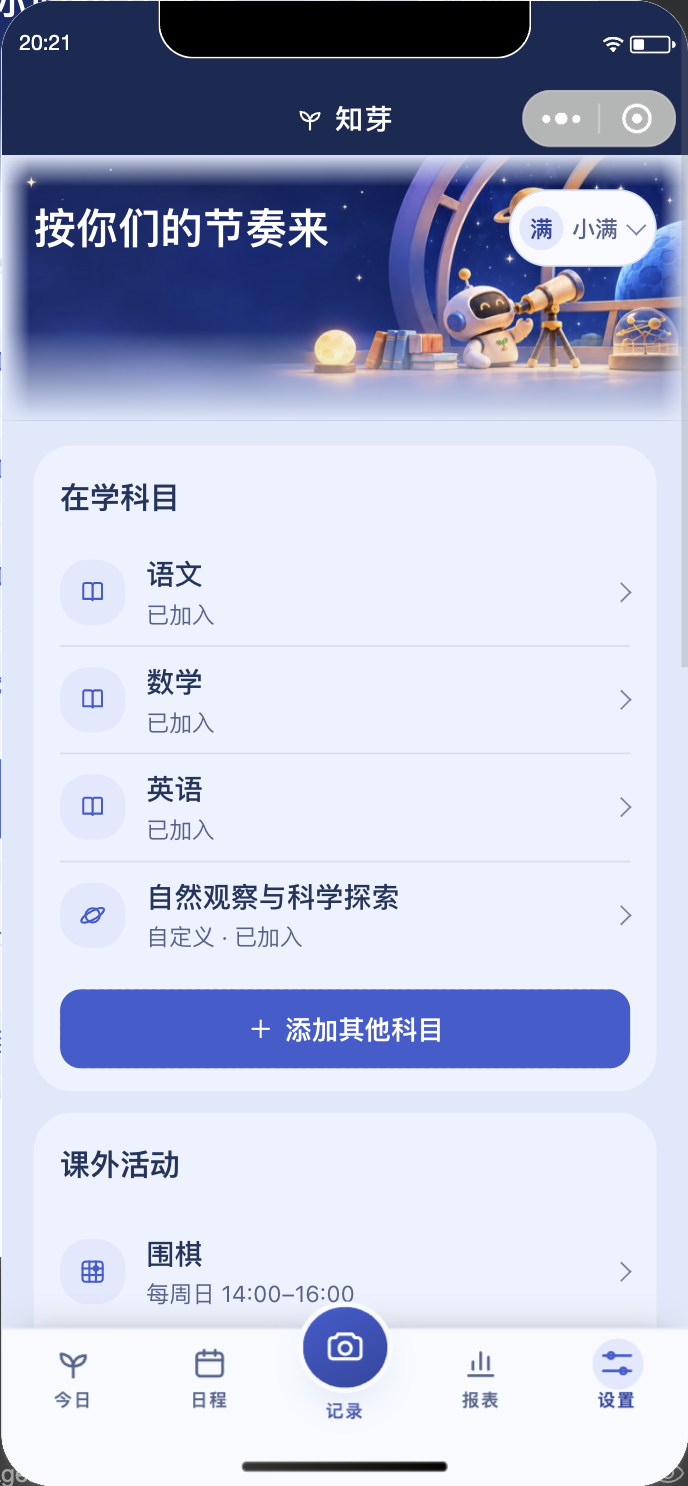 20:21
知芽
按你们的节奏来
满 小满
在学科目
语文
已加入
数学
已加入
英语
已加入
自然观察与科学探索
自定义 · 已加入
+ 添加其他科目
课外活动
围棋
每周日 14:00–16:00
今日
日程
记录
报表
设置